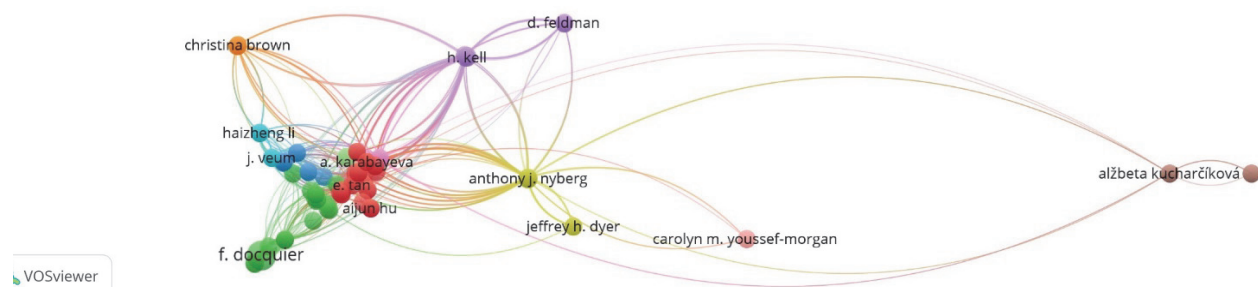 d. feldman
christina brown
h. kell
haizheng li
j. veum
a. karabayeva
e. tan
anthony j. nyberg
alžbeta kucharčíková
aijun hu
jeffrey h. dyer
carolyn m. youssef-morgan
f. docquier
VOSviewer